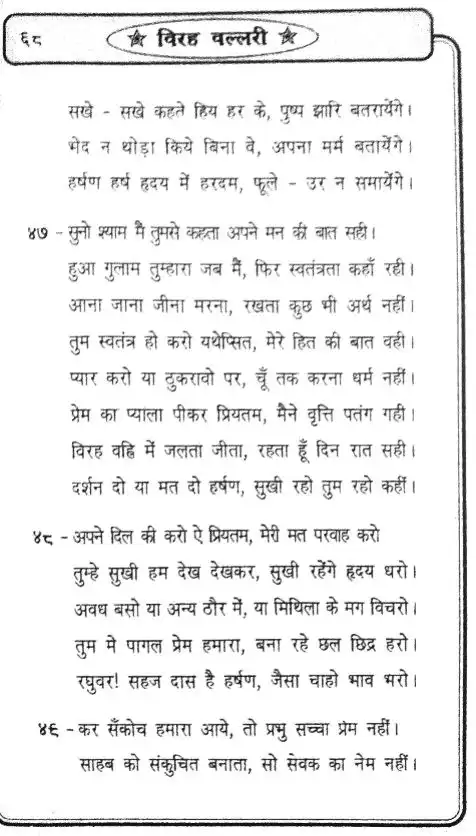 ६८
★ विरह वल्लरी ★
सखे - सखे कहते हिय हर के, पुष्प झारि बतरायेंगे।
भेद न थोड़ा किये बिना वे, अपना मर्म बतायेंगे।
हर्षण हर्ष हृदय में हरदम, फूले - उर न समायेंगे।
४७ - सुनो श्याम मैं तुमसे कहता अपने मन की बात सही।
हुआ गुलाम तुम्हारा जब मैं, फिर स्वतंत्रता कहाँ रही।
आना जाना जीना मरना, रखता कुछ भी अर्थ नहीं।
तुम स्वतंत्र हो करो यथेप्सित, मेरे हित की बात वही।
प्यार करो या ठुकरावो पर, चूँ तक करना धर्म नहीं।
प्रेम का प्याला पीकर प्रियतम, मैने वृत्ति पतंग गही।
विरह वह्नि में जलता जीता, रहता हूँ दिन रात सही।
दर्शन दो या मत दो हर्षण, सुखी रहो तुम रहो कहीं।
४८ - अपने दिल की करो ऐ प्रियतम, मेरी मत परवाह करो
तुम्हे सुखी हम देख देखकर, सुखी रहेंगे हृदय धरो।
अवध बसो या अन्य ठौर में, या मिथिला के मग विचरो।
तुम मे पागल प्रेम हमारा, बना रहे छल छिद्र हरो।
रघुवर! सहज दास है हर्षण, जैसा चाहो भाव भरो।
४९ - कर सँकोच हमारा आये, तो प्रभु सच्चा प्रेम नहीं।
साहब को संकुचित बनाता, सो सेवक का नेम नहीं।